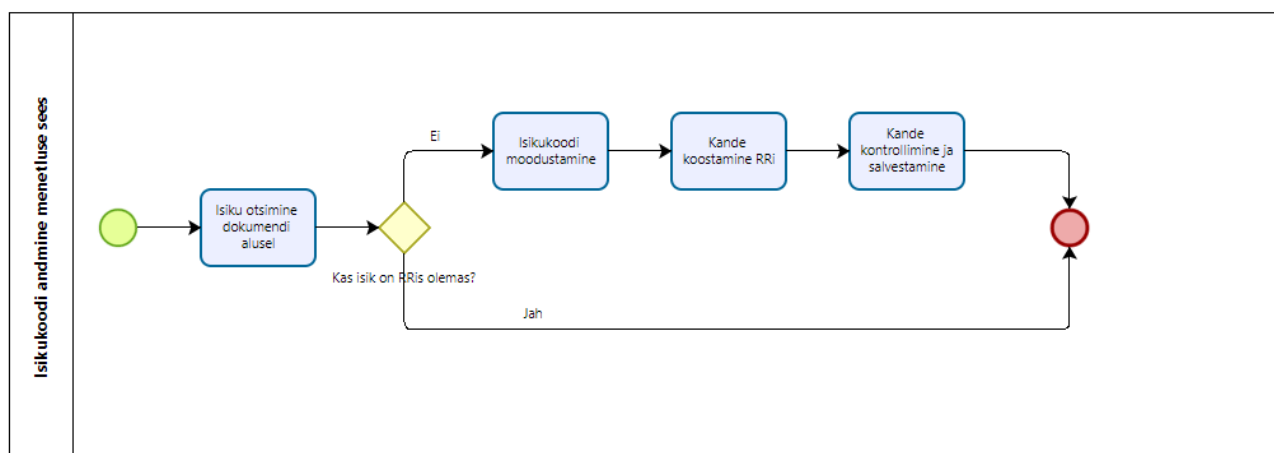 Isikukoodi andmine menetluse sees
Isiku otsimine
dokumendi
alusel
Kas isik on RRis olemas?
Ei
Isikukoodi
moodustamine
Kande
koostamine RRi
Kande
kontrollimine ja
salvestamine
Jah